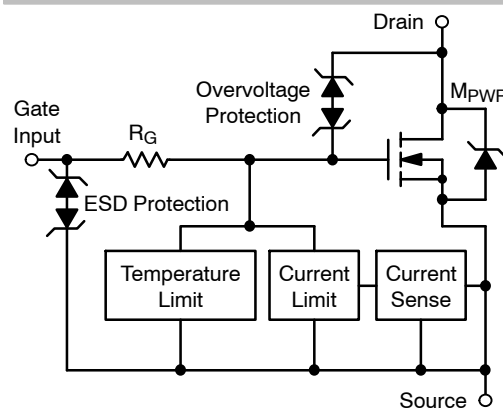 Drain
Overvoltage
Protection
MPWR
Gate
Input
RG
ESD Protection
Temperature
Limit
Current
Limit
Current
Sense
Source